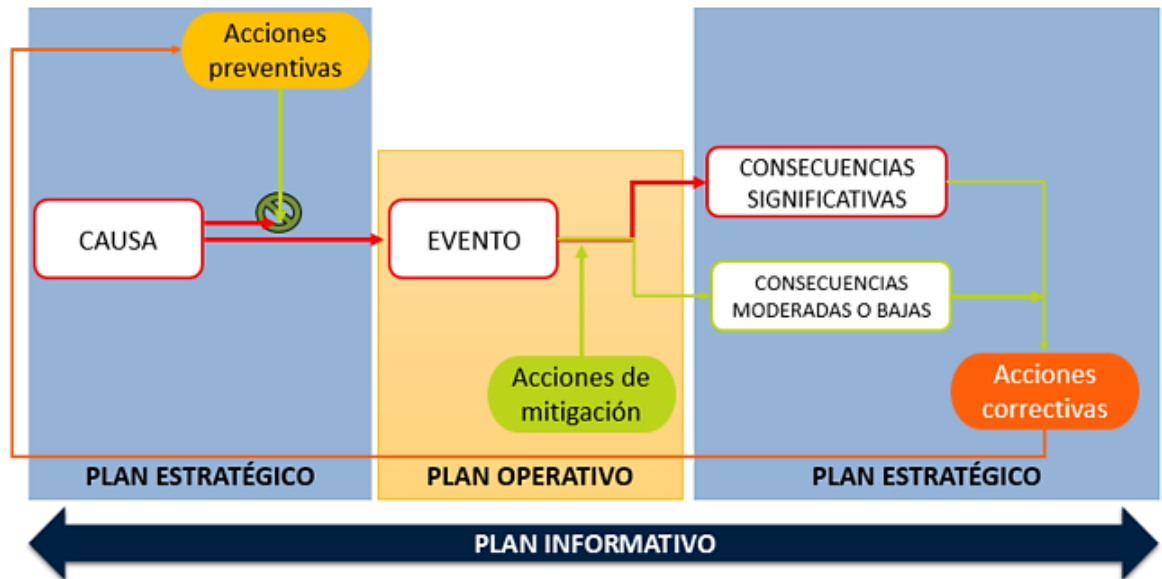 Acciones
preventivas
CAUSA
EVENTO
CONSECUENCIAS
SIGNIFICATIVAS
CONSECUENCIAS
MODERADAS O BAJAS
Acciones de
mitigación
Acciones
correctivas
PLAN ESTRATÉGICO
PLAN OPERATIVO
PLAN ESTRATÉGICO
PLAN INFORMATIVO